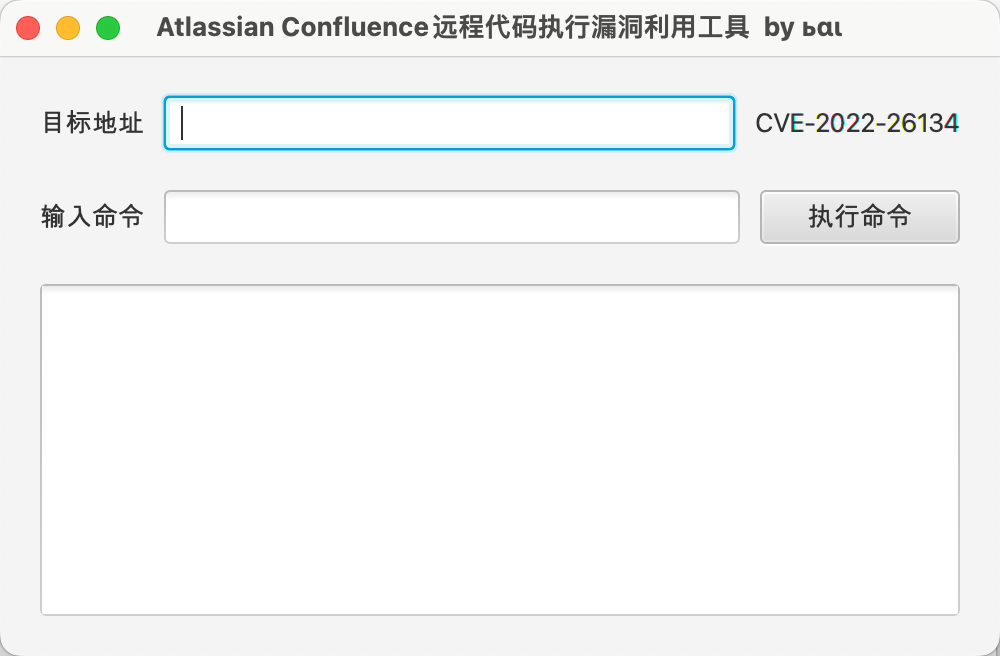 Atlassian Confluence远程代码执行漏洞利用工具 by ьαι
目标地址 CVE-2022-26134
输入命令 执行命令